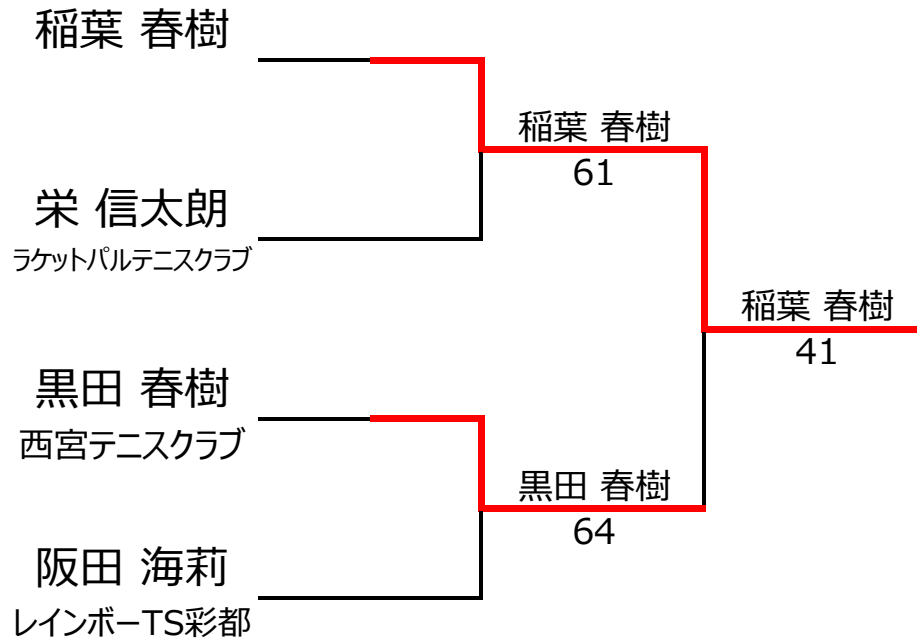 稲葉 春樹
栄 信太朗
ラケットパルテニスクラブ
黒田 春樹
西宮テニスクラブ
阪田 海莉
レインボーTS彩都
稲葉 春樹
61
黒田 春樹
64
稲葉 春樹
41